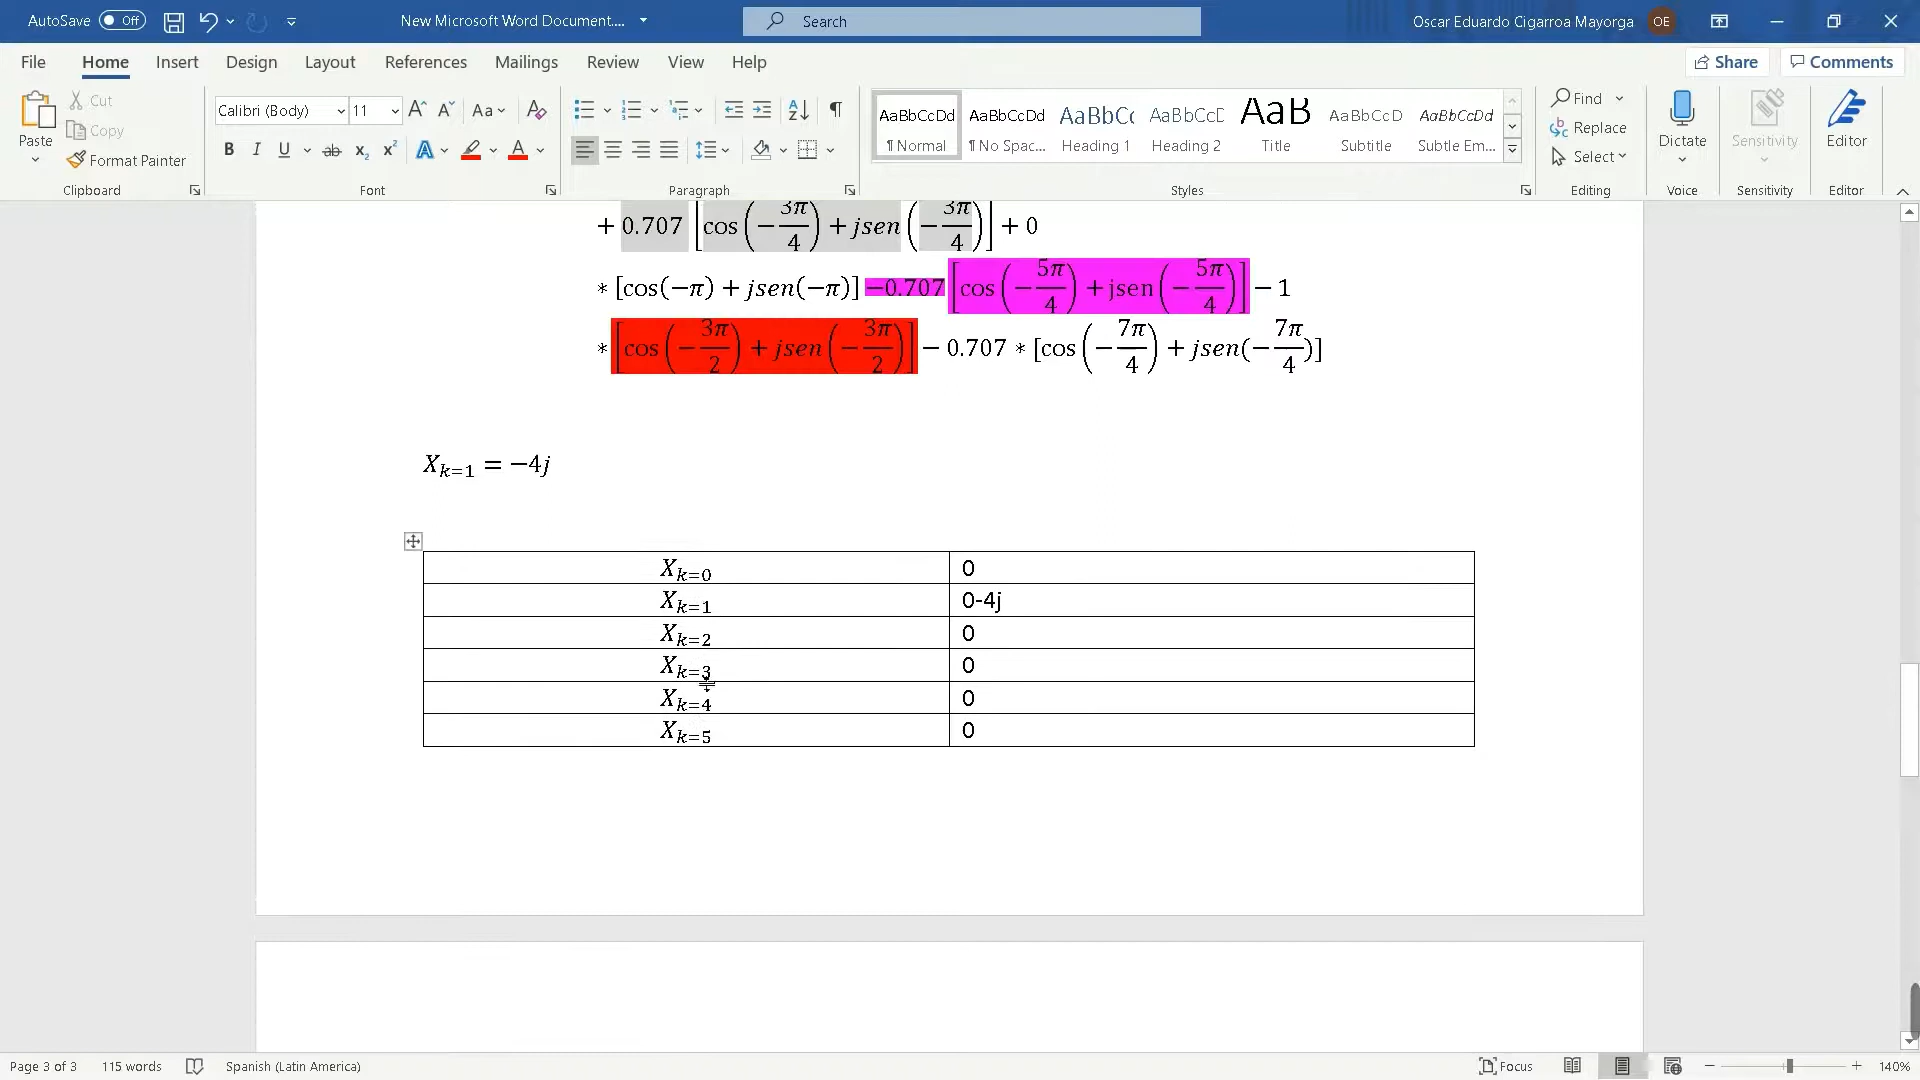 AutoSave Off New Microsoft Word Document.... Search Oscar Eduardo Cigarroa Mayorga OE
File Home Insert Design Layout References Mailings Review View Help Share Comments
Paste Cut Copy Format Painter Clipboard
Calibri (Body) 11 A^ A˅ Aa B I U ab x₂ x² A A Font
Paragraph
AaBbCcDd ¶ Normal
AaBbCcDd ¶ No Spac...
AaBbCc Heading 1
AaBbCcD Heading 2
AaB Title
AaBbCcD Subtitle
AaBbCcDd Subtle Em...
Styles
Find Replace Select Editing
Dictate Voice
Sensitivity Sensitivity
Editor Editor
+ 0.707 [cos(−3π/4) + jsen(−3π/4)] + 0
∗ [cos(−π) + jsen(−π)] −0.707 [cos(−5π/4) + jsen(−5π/4)] − 1
∗ [cos(−3π/2) + jsen(−3π/2)] − 0.707 ∗ [cos(−7π/4) + jsen(−7π/4)]
X_{k=1} = −4j
X_{k=0} 0
X_{k=1} 0-4j
X_{k=2} 0
X_{k=3} 0
X_{k=4} 0
X_{k=5} 0
Page 3 of 3 115 words Spanish (Latin America) Focus 140%